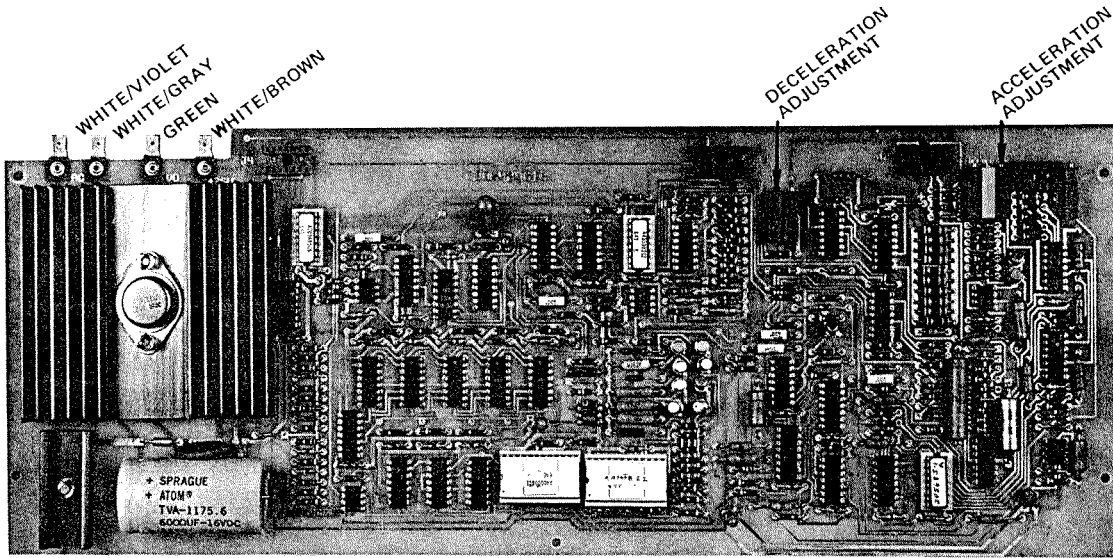 WHITE/VIOLET
WHITE/GRAY
GREEN
WHITE/BROWN
DECELERATION
ADJUSTMENT
ACCELERATION
ADJUSTMENT
+ SPRAGUE
+ ATOM®
TVA-1175.6
6000UF-16VDC